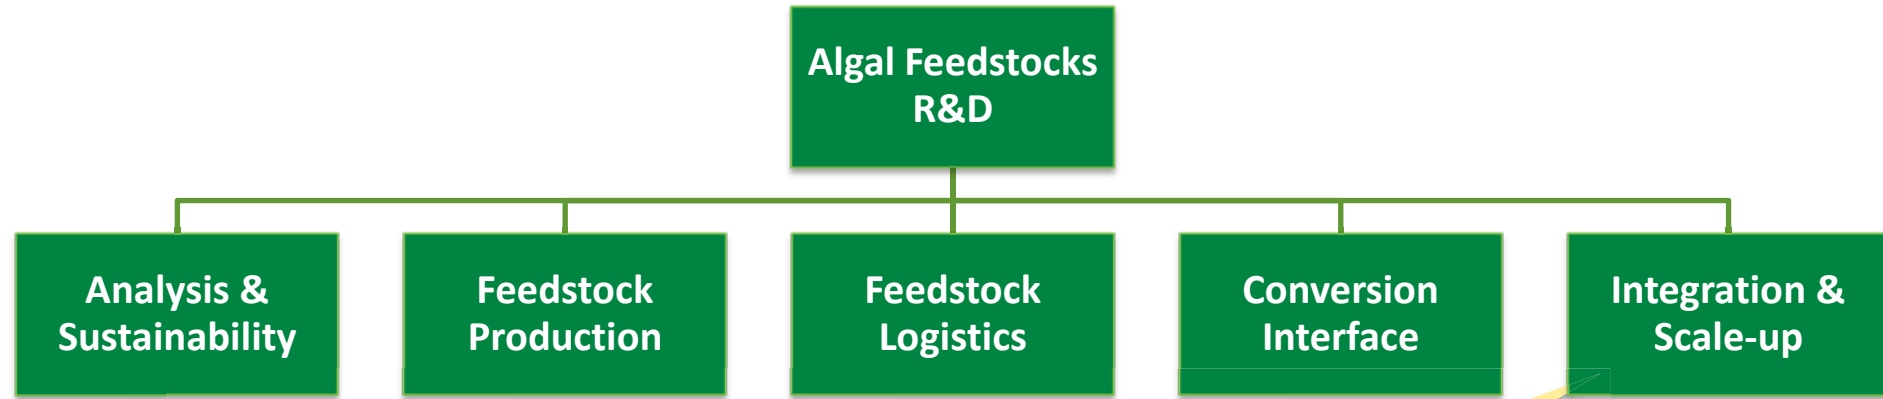 Algal Feedstocks
R&D
Analysis &
Sustainability
Feedstock
Production
Feedstock
Logistics
Conversion
Interface
Integration &
Scale-up